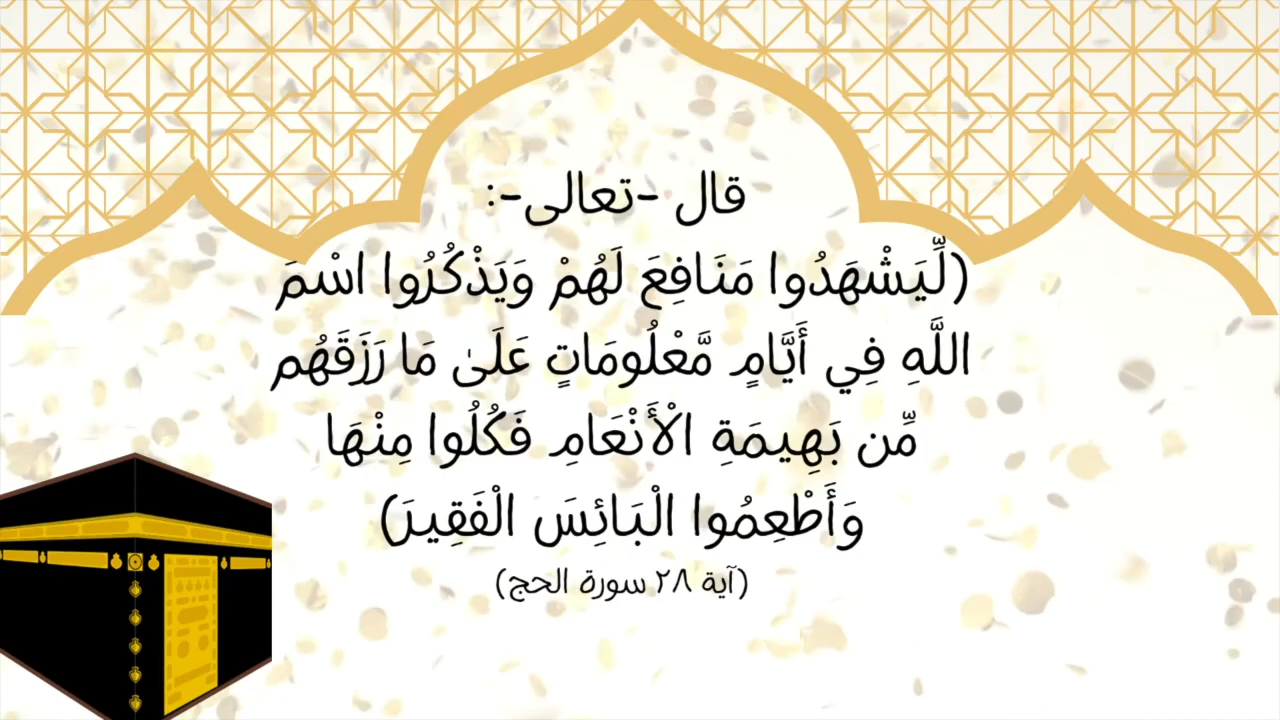 قال -تعالى-:
(لِّيَشْهَدُوا مَنَافِعَ لَهُمْ وَيَذْكُرُوا اسْمَ
اللَّهِ فِي أَيَّامٍ مَّعْلُومَاتٍ عَلَىٰ مَا رَزَقَهُم
مِّن بَهِيمَةِ الْأَنْعَامِ فَكُلُوا مِنْهَا
وَأَطْعِمُوا الْبَائِسَ الْفَقِيرَ)
(آية ٢٨ سورة الحج)